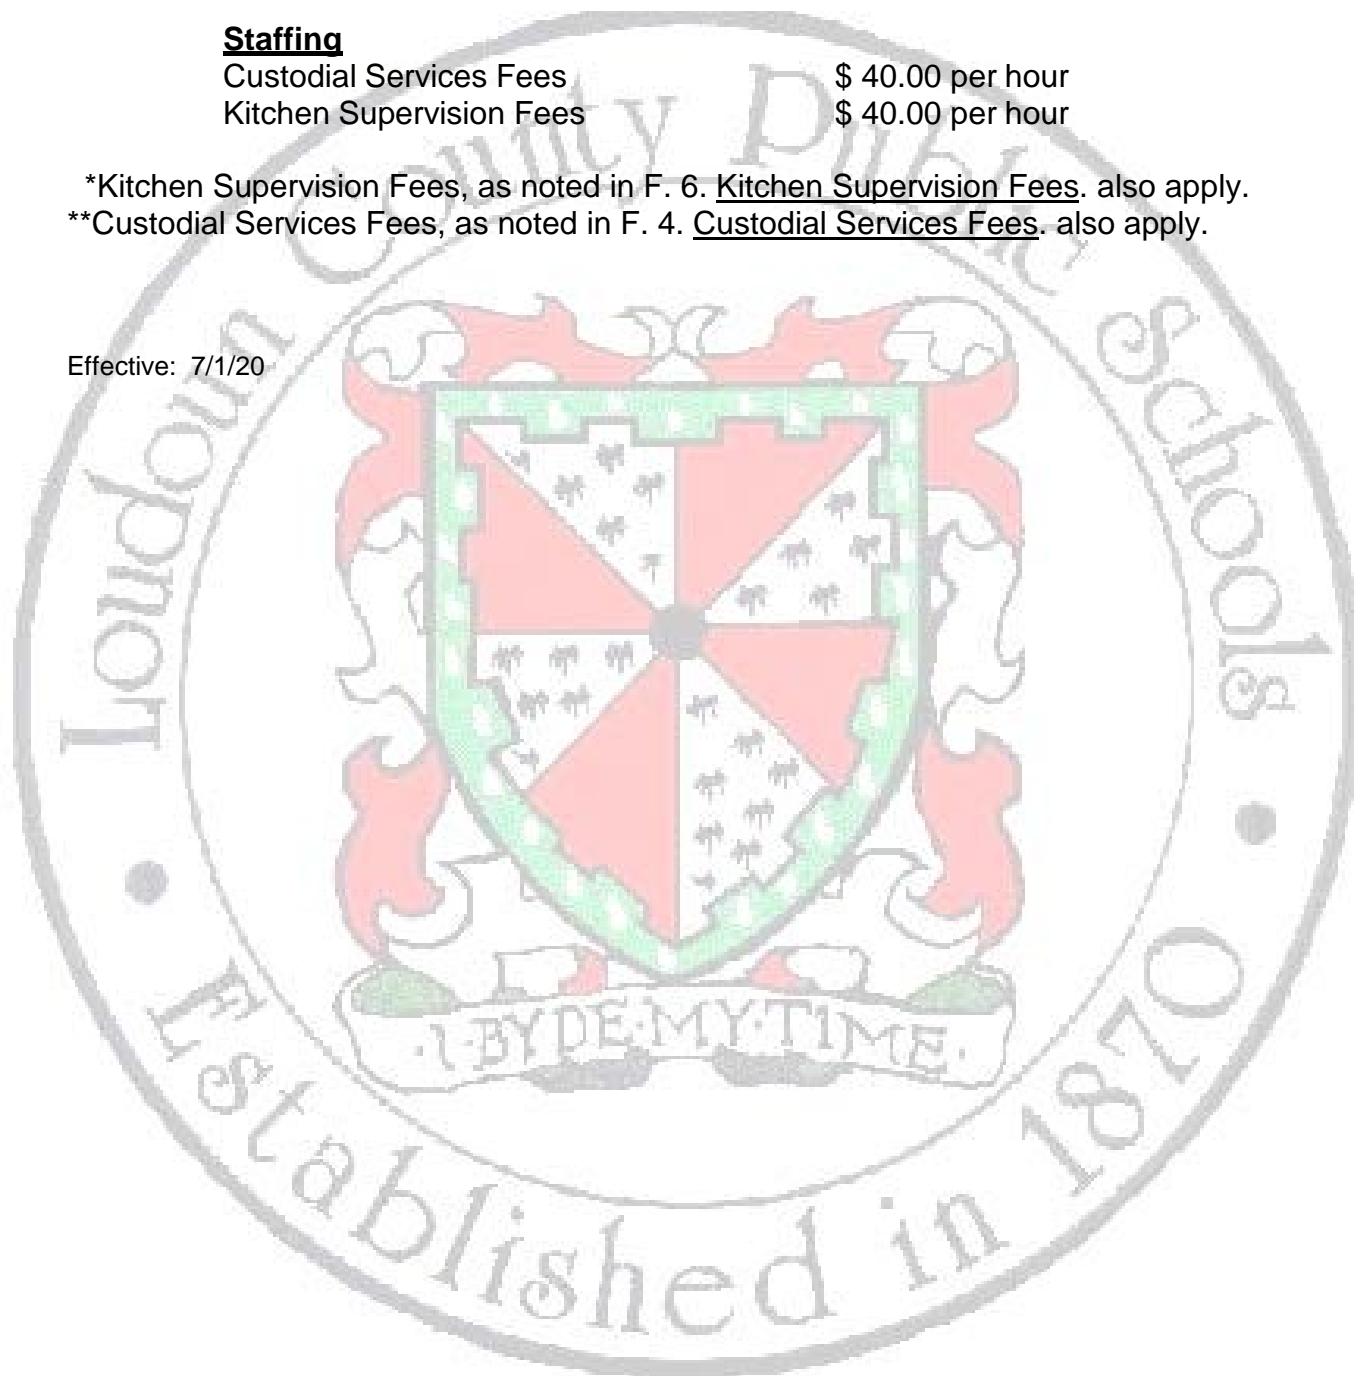 Staffing
Custodial Services Fees $ 40.00 per hour
Kitchen Supervision Fees $ 40.00 per hour
*Kitchen Supervision Fees, as noted in F. 6. Kitchen Supervision Fees. also apply.
**Custodial Services Fees, as noted in F. 4. Custodial Services Fees. also apply.
Effective: 7/1/20
Loudoun County Public Schools
·I·BYDE·MY·TIME·
• Established in 1870 •